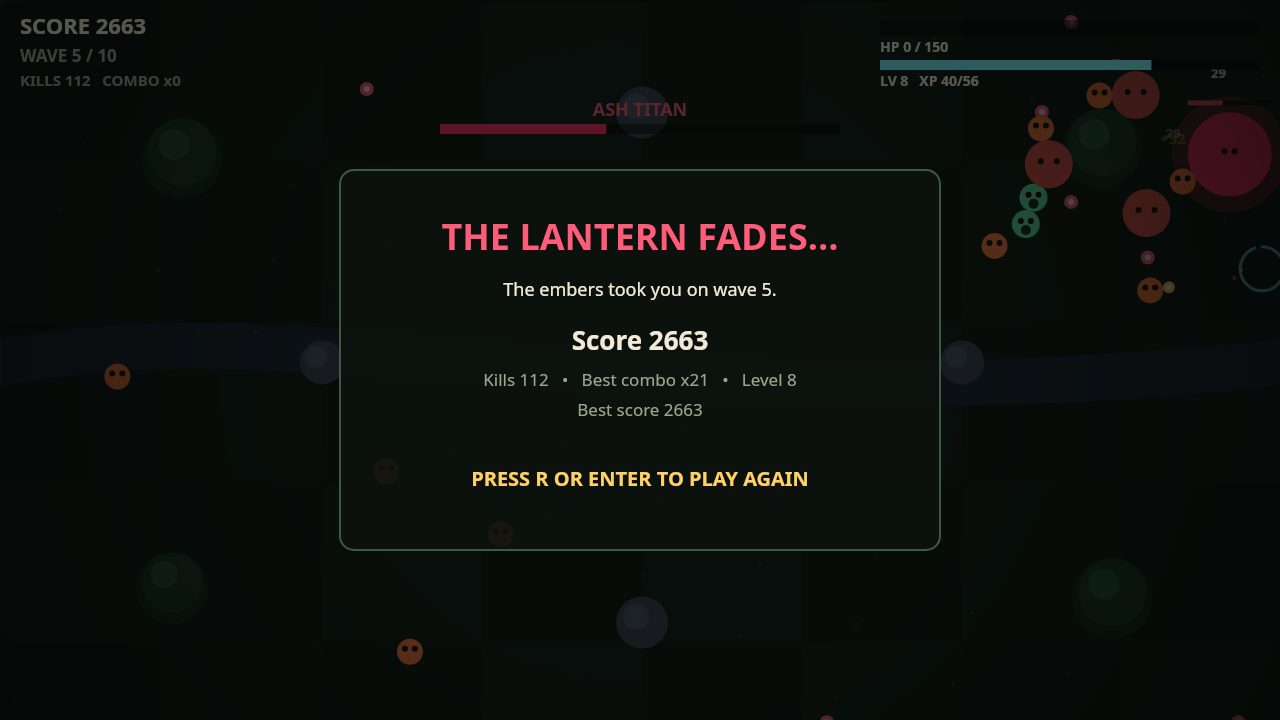 SCORE 2663
WAVE 5 / 10
KILLS 112 COMBO x0
HP 0 / 150
LV 8 XP 40/56
29
ASH TITAN
THE LANTERN FADES...
The embers took you on wave 5.
Score 2663
Kills 112 • Best combo x21 • Level 8
Best score 2663
PRESS R OR ENTER TO PLAY AGAIN